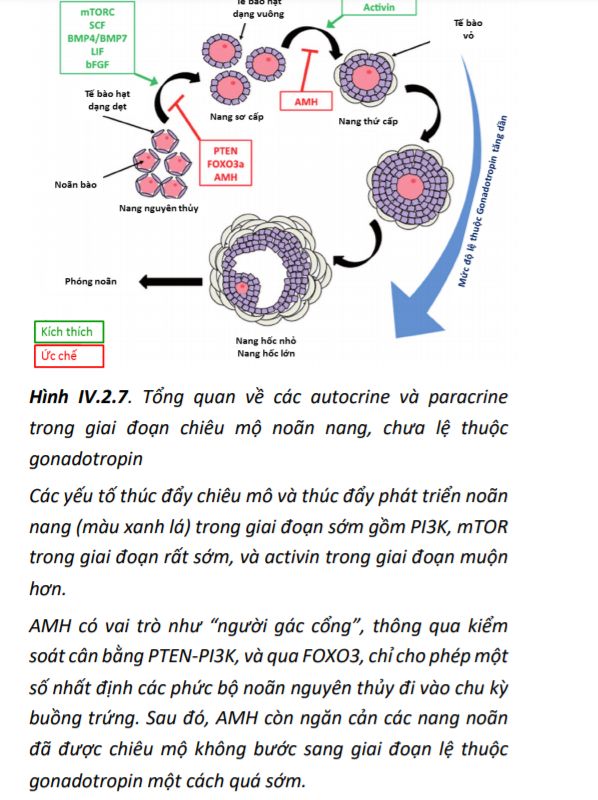 mTORC
SCF
BMP4/BMP7
LIF
bFGF
Tế bào hạt
dạng vuông
Activin
Tế bào
vỏ
Tế bào hạt
dạng dẹt
Nang sơ cấp
AMH
Nang thứ cấp
Noãn bào
PTEN
FOXO3a
AMH
Nang nguyên thủy
Mức độ lệ thuộc Gonadotropin tăng dần
Phóng noãn
Nang hốc nhỏ
Nang hốc lớn
Kích thích
Ức chế
Hình IV.2.7. Tổng quan về các autocrine và paracrine
trong giai đoạn chiêu mộ noãn nang, chưa lệ thuộc
gonadotropin
Các yếu tố thúc đẩy chiêu mô và thúc đẩy phát triển noãn
nang (màu xanh lá) trong giai đoạn sớm gồm PI3K, mTOR
trong giai đoạn rất sớm, và activin trong giai đoạn muộn
hơn.
AMH có vai trò như “người gác cổng”, thông qua kiểm
soát cân bằng PTEN-PI3K, và qua FOXO3, chỉ cho phép một
số nhất định các phức bộ noãn nguyên thủy đi vào chu kỳ
buồng trứng. Sau đó, AMH còn ngăn cản các nang noãn
đã được chiêu mộ không bước sang giai đoạn lệ thuộc
gonadotropin một cách quá sớm.